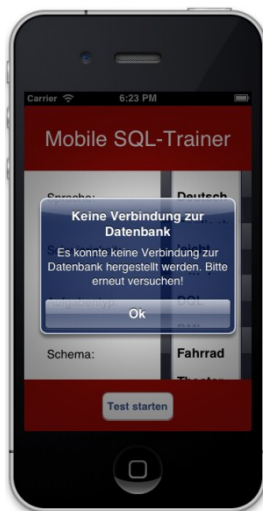 Carrier 6:23 PM
Mobile SQL-Trainer
Sprache: Deutsch
Keine Verbindung zur
Datenbank
Es konnte keine Verbindung zur
Datenbank hergestellt werden. Bitte
erneut versuchen!
Ok
Schema: Fahrrad
Test starten